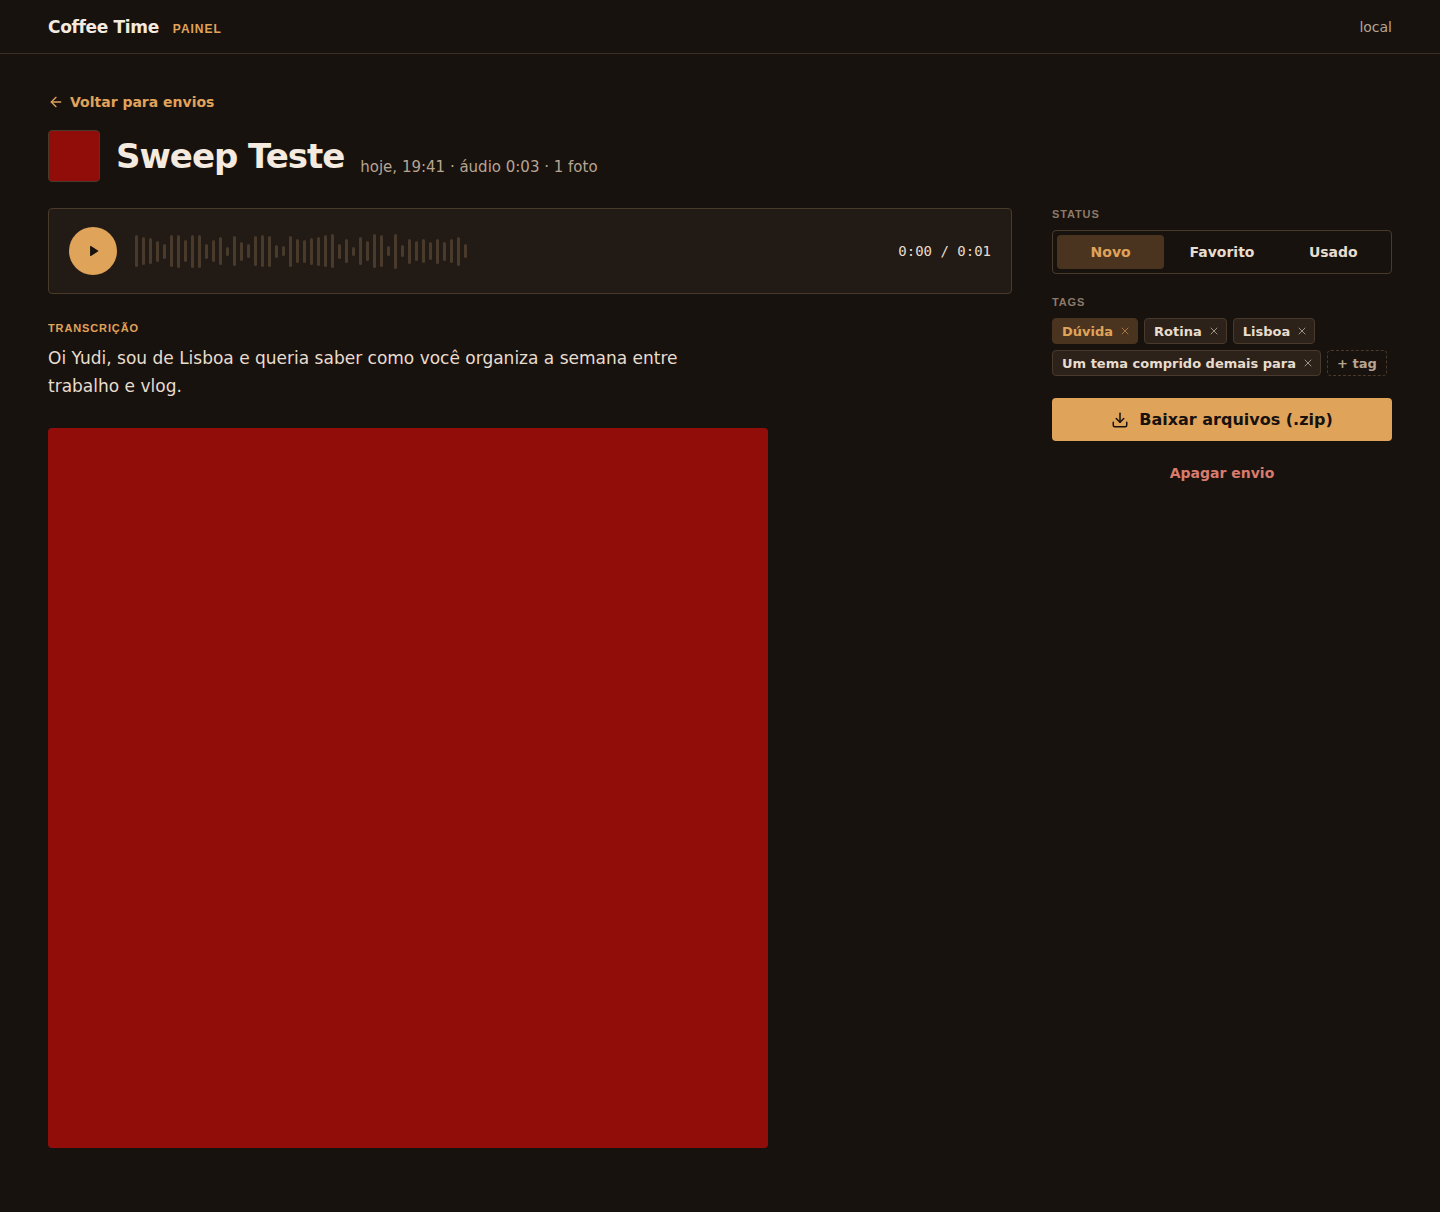 Coffee Time PAINEL
local
Voltar para envios
Sweep Teste hoje, 19:41 · áudio 0:03 · 1 foto
0:00 / 0:01
TRANSCRIÇÃO
Oi Yudi, sou de Lisboa e queria saber como você organiza a semana entre
trabalho e vlog.
STATUS
Novo Favorito Usado
TAGS
Dúvida Rotina Lisboa
Um tema comprido demais para + tag
Baixar arquivos (.zip)
Apagar envio